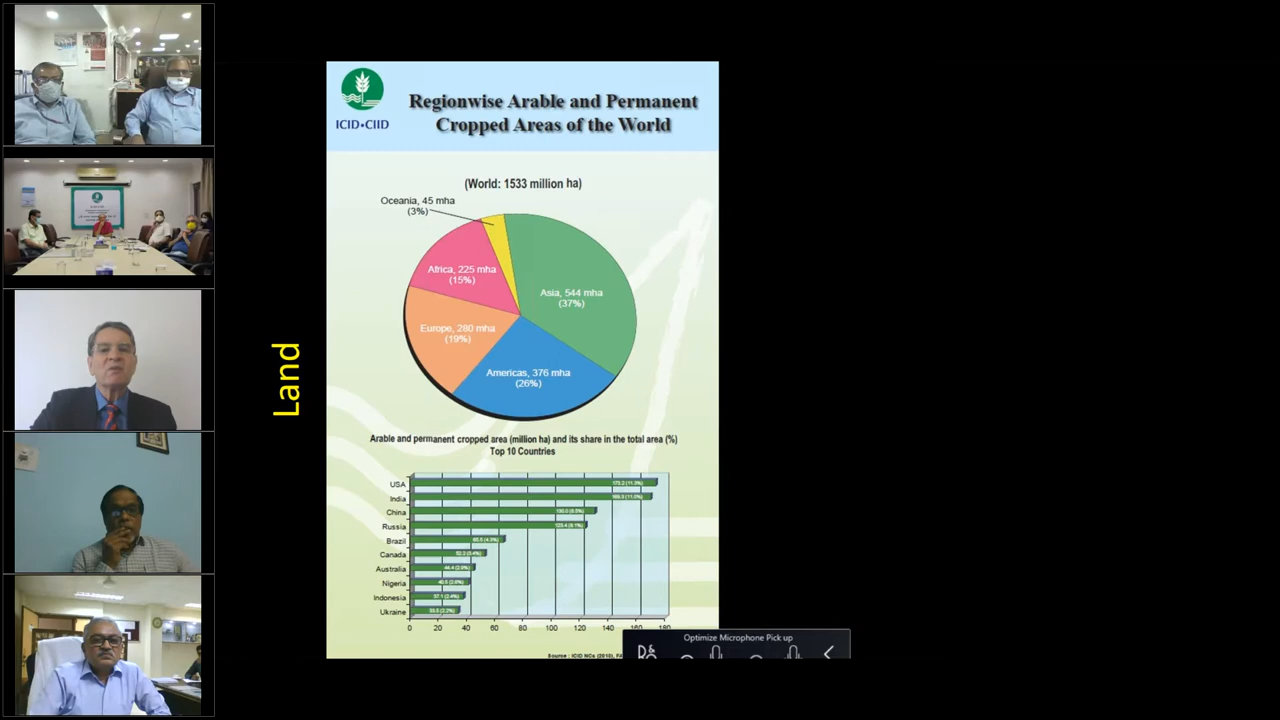 ICID•CIID
Regionwise Arable and Permanent
Cropped Areas of the World
(World: 1533 million ha)
Oceania, 45 mha
(3%)
Africa, 225 mha
(15%)
Asia, 544 mha
(37%)
Europe, 280 mha
(19%)
Americas, 376 mha
(26%)
Land
Arable and permanent cropped area (million ha) and its share in the total area (%)
Top 10 Countries
USA
India
China
Russia
Brazil
Canada
Australia
Nigeria
Indonesia
Ukraine
0 20 40 60 80 100 120 140 160 180
Source : ICID NCs (2010),
Optimize Microphone Pick up